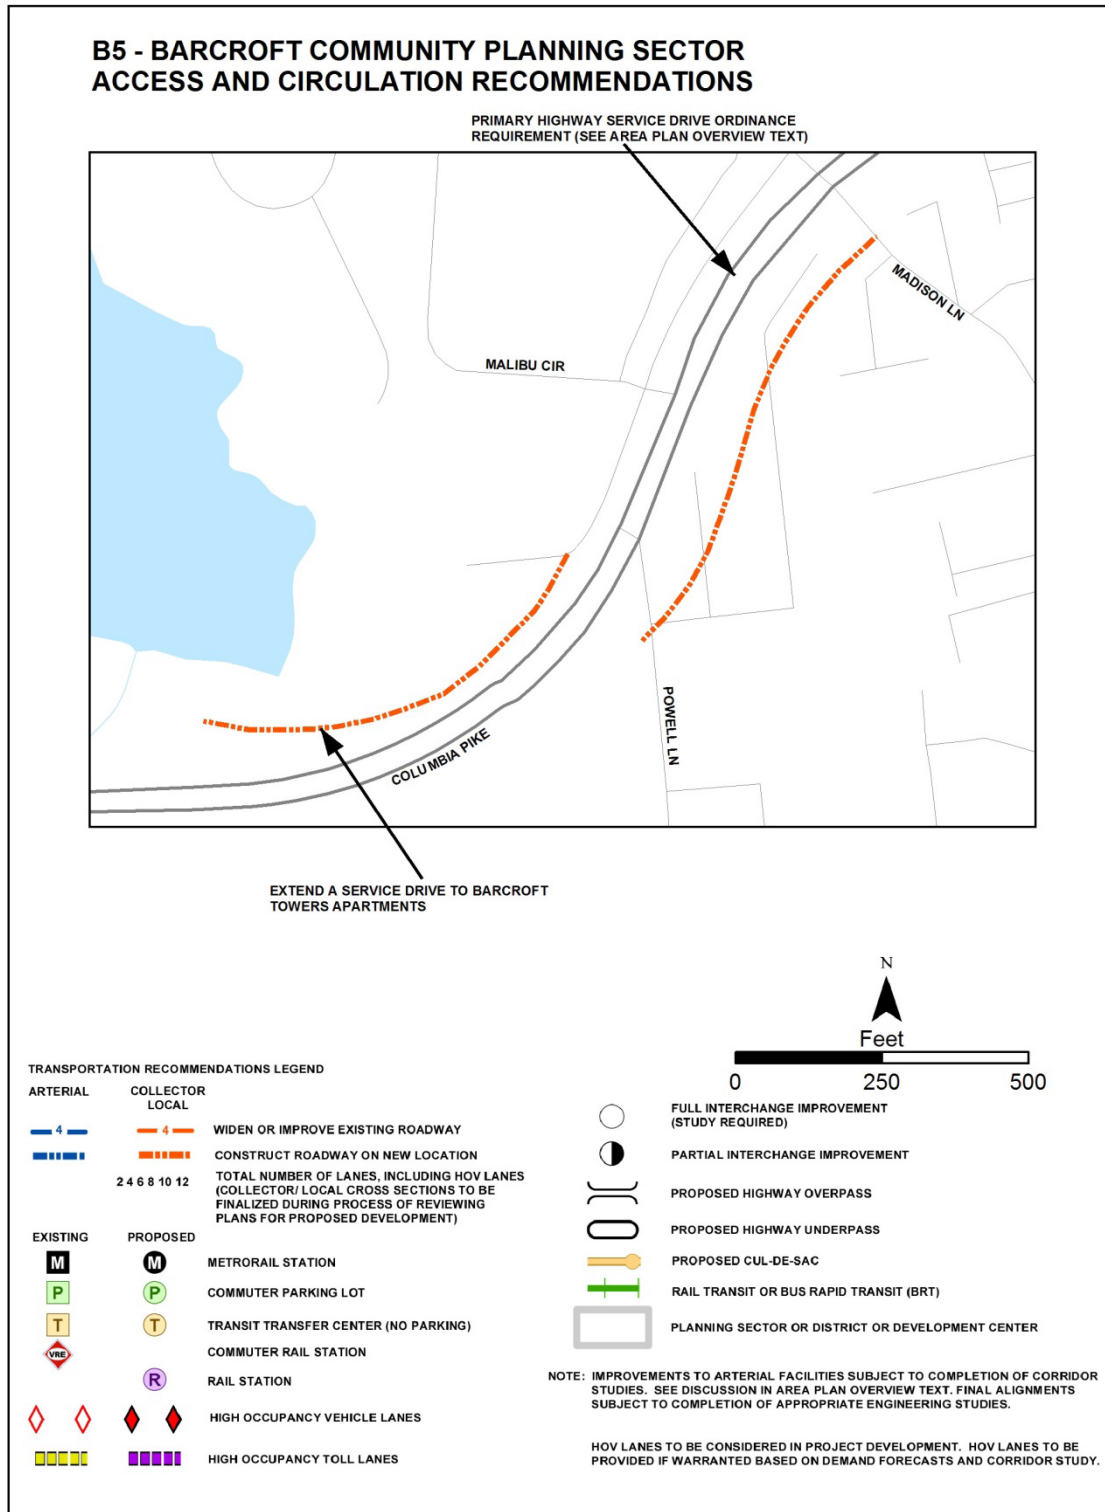 B5 - BARCROFT COMMUNITY PLANNING SECTOR
ACCESS AND CIRCULATION RECOMMENDATIONS
PRIMARY HIGHWAY SERVICE DRIVE ORDINANCE
REQUIREMENT (SEE AREA PLAN OVERVIEW TEXT)
MADISON LN
MALIBU CIR
POWELL LN
COLUMBIA PIKE
EXTEND A SERVICE DRIVE TO BARCROFT
TOWERS APARTMENTS
N
Feet
0 250 500
TRANSPORTATION RECOMMENDATIONS LEGEND
ARTERIAL COLLECTOR
LOCAL
4 4 WIDEN OR IMPROVE EXISTING ROADWAY
CONSTRUCT ROADWAY ON NEW LOCATION
2 4 6 8 10 12 TOTAL NUMBER OF LANES, INCLUDING HOV LANES
(COLLECTOR/ LOCAL CROSS SECTIONS TO BE
FINALIZED DURING PROCESS OF REVIEWING
PLANS FOR PROPOSED DEVELOPMENT)
EXISTING PROPOSED
M M METRORAIL STATION
P P COMMUTER PARKING LOT
T T TRANSIT TRANSFER CENTER (NO PARKING)
VRE COMMUTER RAIL STATION
R RAIL STATION
HIGH OCCUPANCY VEHICLE LANES
HIGH OCCUPANCY TOLL LANES
FULL INTERCHANGE IMPROVEMENT
(STUDY REQUIRED)
PARTIAL INTERCHANGE IMPROVEMENT
PROPOSED HIGHWAY OVERPASS
PROPOSED HIGHWAY UNDERPASS
PROPOSED CUL-DE-SAC
RAIL TRANSIT OR BUS RAPID TRANSIT (BRT)
PLANNING SECTOR OR DISTRICT OR DEVELOPMENT CENTER
NOTE: IMPROVEMENTS TO ARTERIAL FACILITIES SUBJECT TO COMPLETION OF CORRIDOR
STUDIES. SEE DISCUSSION IN AREA PLAN OVERVIEW TEXT. FINAL ALIGNMENTS
SUBJECT TO COMPLETION OF APPROPRIATE ENGINEERING STUDIES.
HOV LANES TO BE CONSIDERED IN PROJECT DEVELOPMENT. HOV LANES TO BE
PROVIDED IF WARRANTED BASED ON DEMAND FORECASTS AND CORRIDOR STUDY.